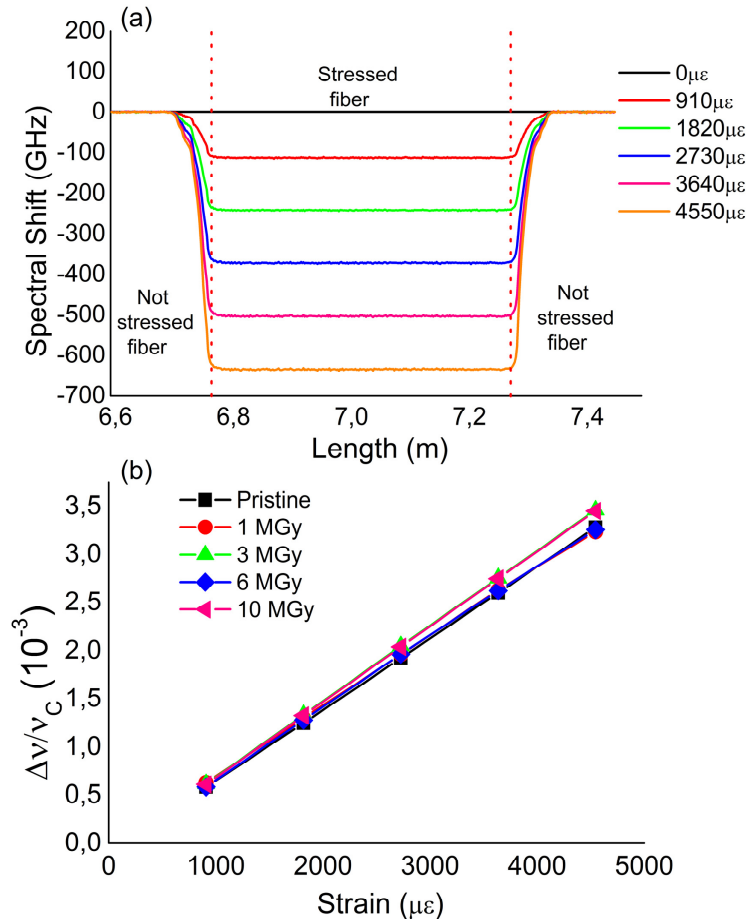 (a)
200
100
0
-100
-200
-300
-400
-500
-600
-700
Spectral Shift (GHz)
Stressed
fiber
Not
stressed
fiber
Not
stressed
fiber
0με
910με
1820με
2730με
3640με
4550με
6,6
6,8
7,0
7,2
7,4
Length (m)
(b)
3,5
3,0
2,5
2,0
1,5
1,0
0,5
0,0
Δν/νC (10-3)
Pristine
1 MGy
3 MGy
6 MGy
10 MGy
0
1000
2000
3000
4000
5000
Strain (με)